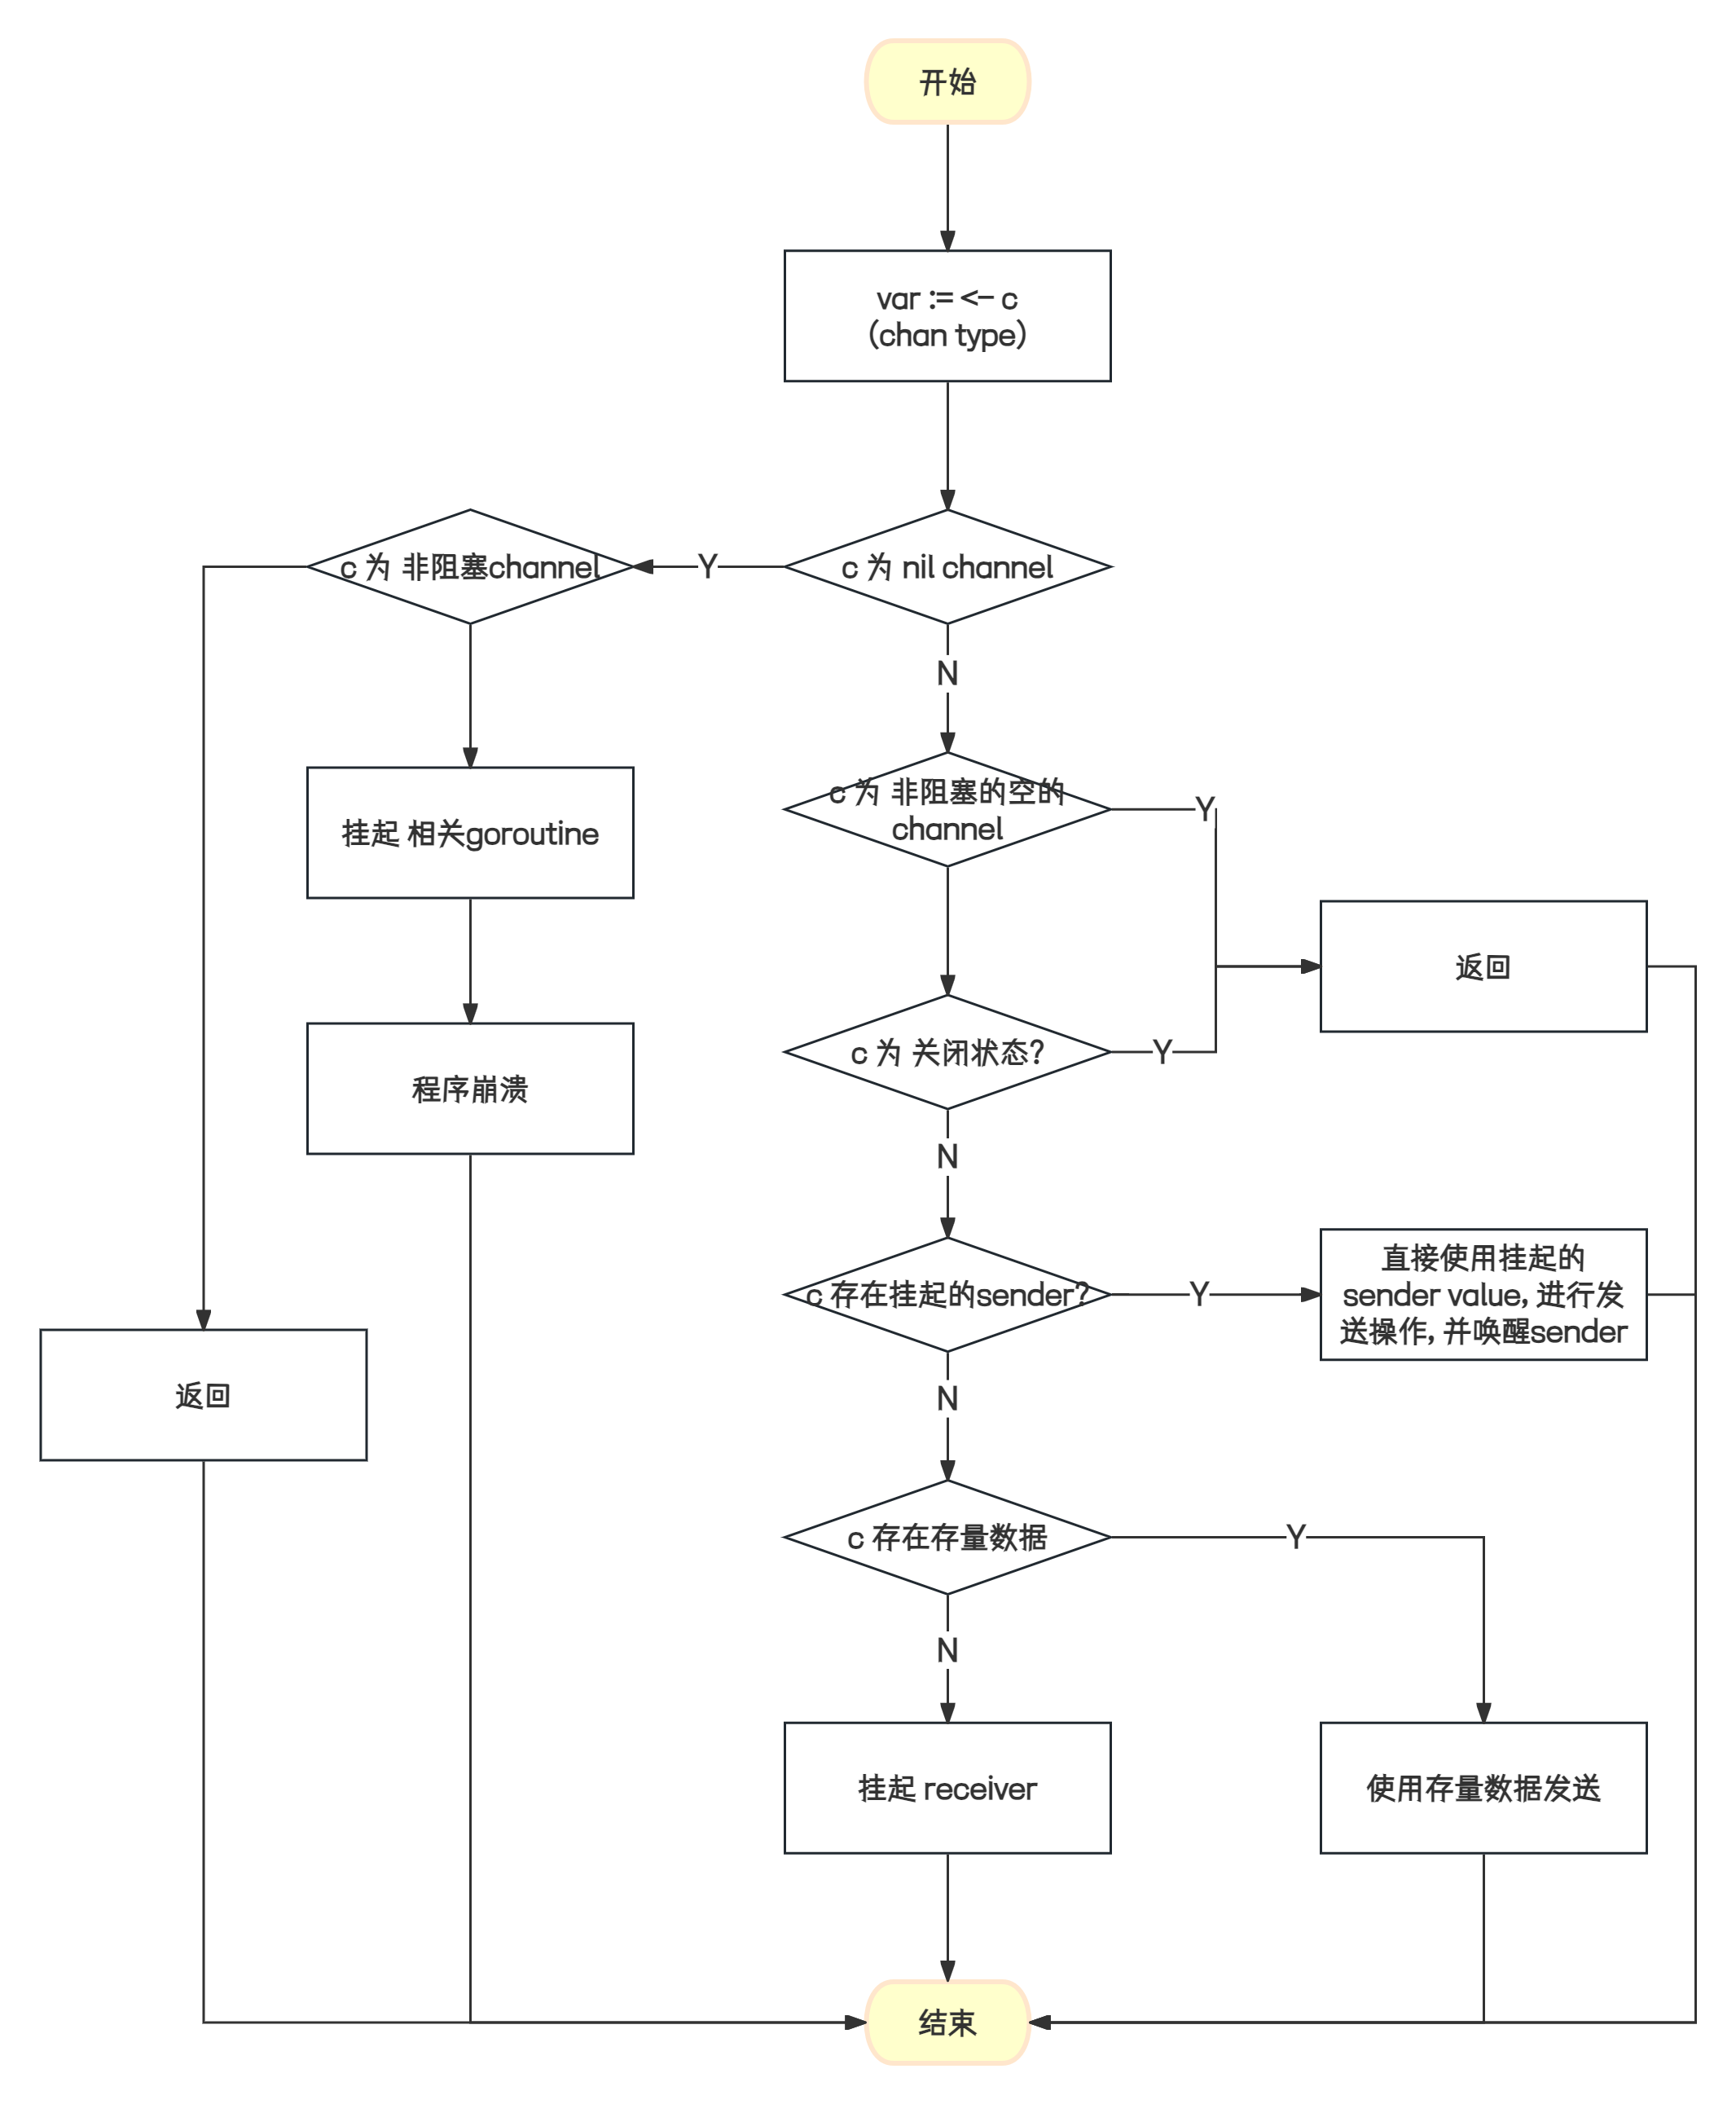 开始
var := <- c
(chan type)
c 为 非阻塞channel
Y
c 为 nil channel
N
c 为 非阻塞的空的
channel
Y
挂起 相关goroutine
返回
c 为 关闭状态?
Y
程序崩溃
N
c 存在挂起的sender?
Y
直接使用挂起的
sender value, 进行发
送操作, 并唤醒sender
返回
N
c 存在存量数据
Y
N
挂起 receiver
使用存量数据发送
结束